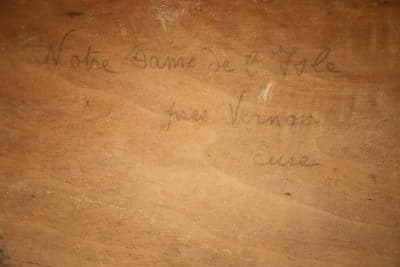 Notre Dame de l'Isle
pres Vernon
Eure